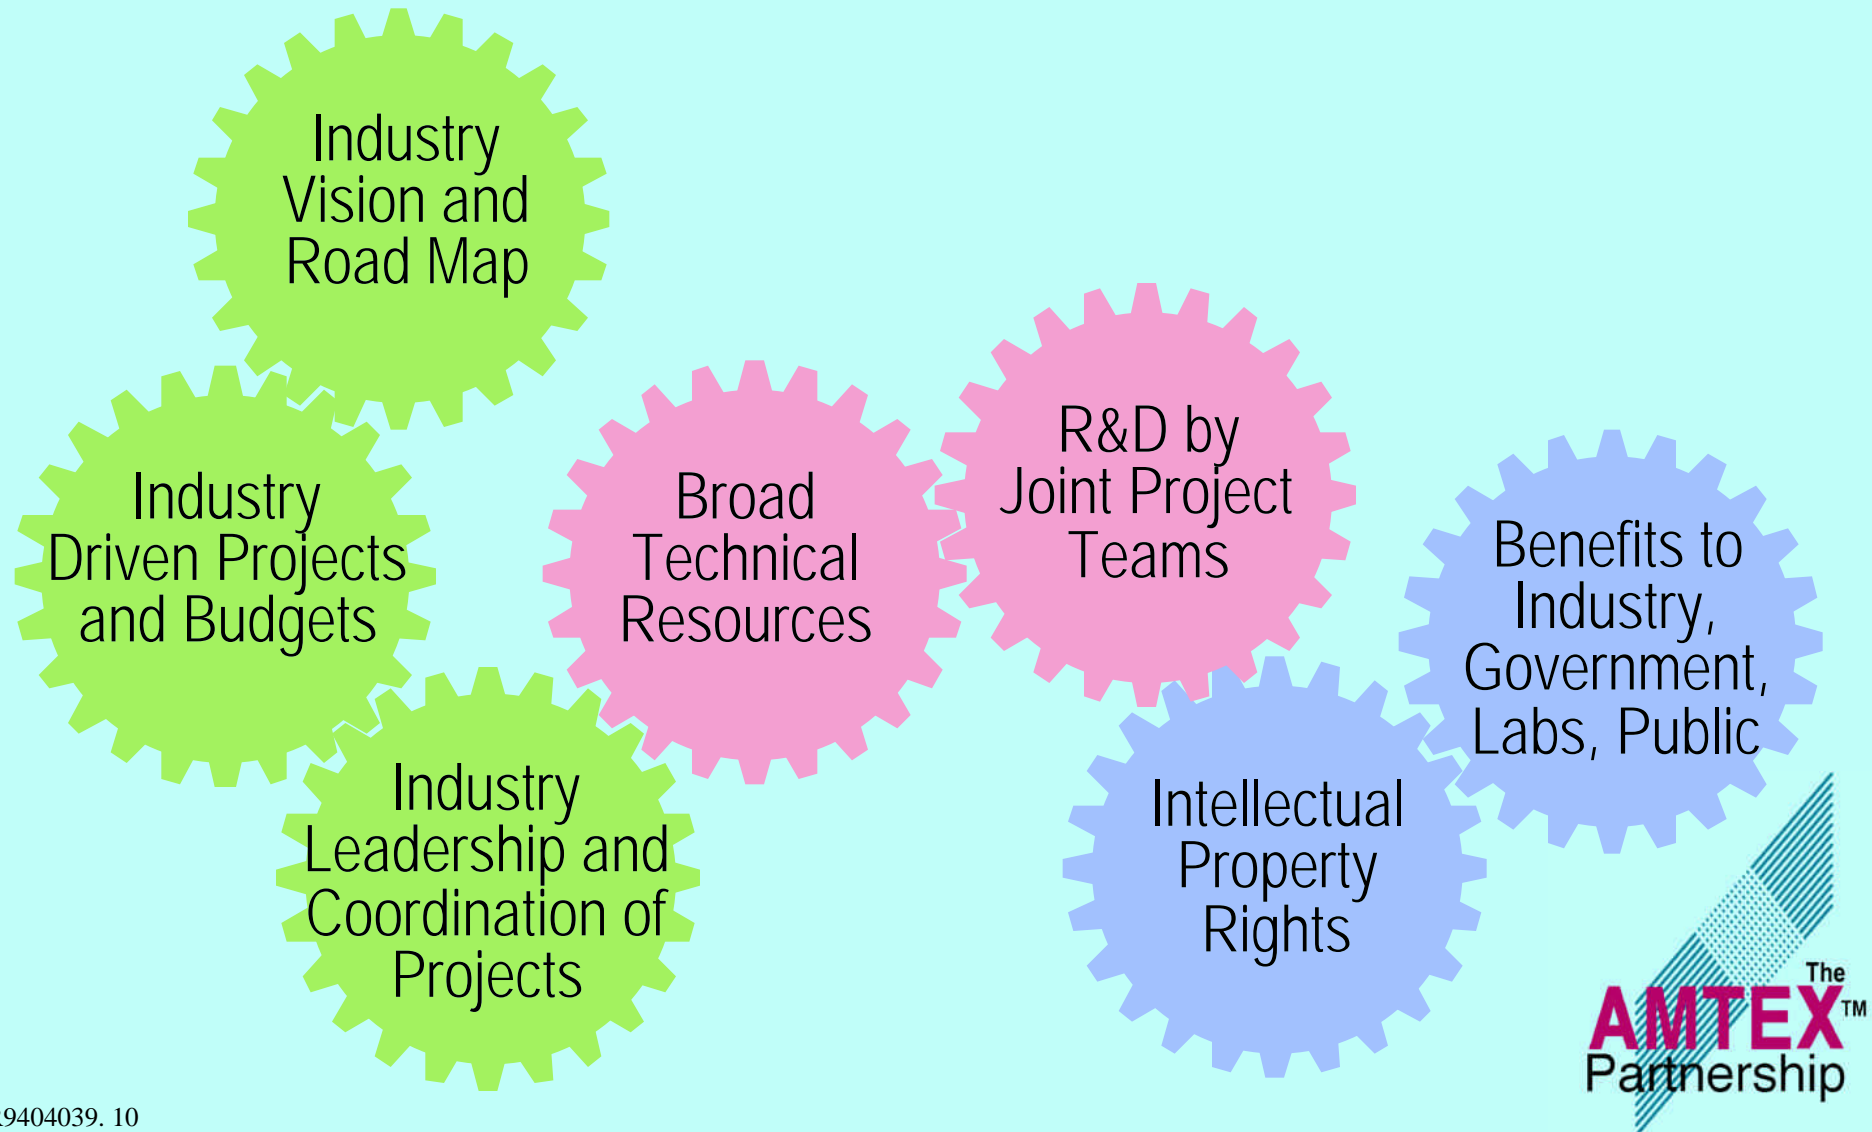 Industry
Vision and
Road Map
Industry
Driven Projects
and Budgets
Industry
Leadership and
Coordination of
Projects
Broad
Technical
Resources
R&D by
Joint Project
Teams
Intellectual
Property
Rights
Benefits to
Industry,
Government,
Labs, Public
The
AMTEX™
Partnership
9404039. 10